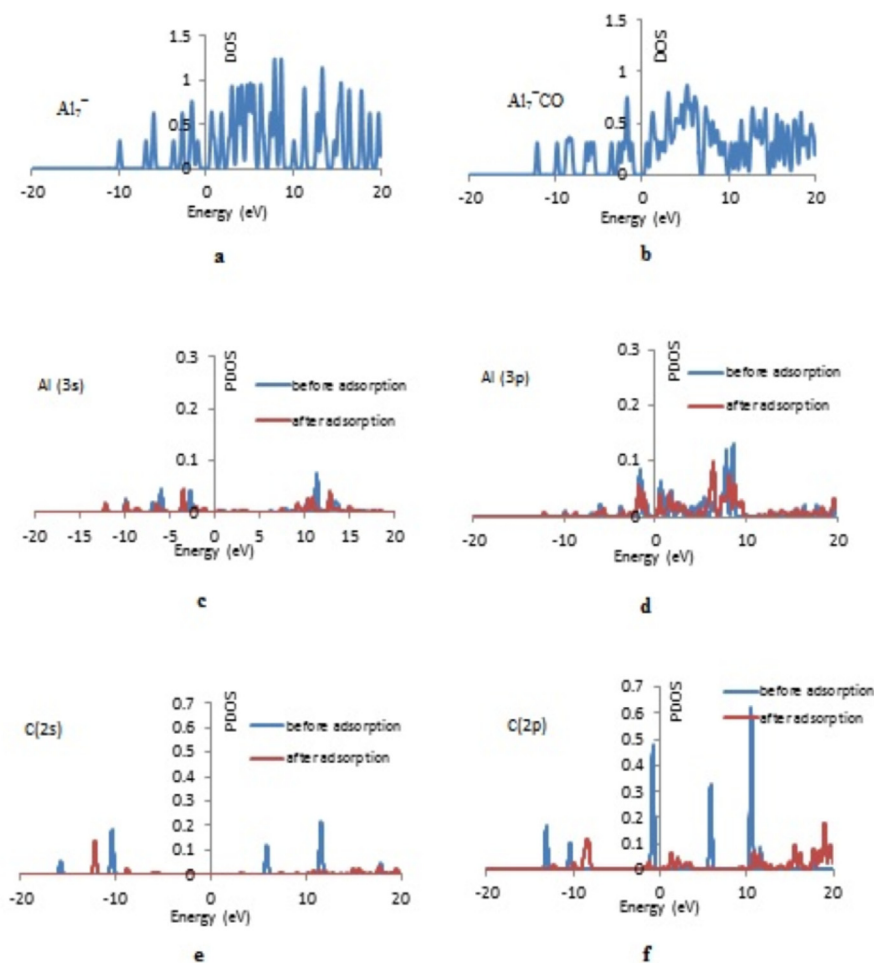 1.5
DOS
1
Al7⁻
0.5
0
-20 -10 0 10 20
Energy (eV)
a
1.5
DOS
1
Al7⁻CO
0.5
0
-20 -10 0 10 20
Energy (eV)
b
0.3
PDOS
Al (3s)
before adsorption
0.2
after adsorption
0.1
0
-20 -15 -10 -5 0 5 10 15 20
Energy (eV)
c
0.3
PDOS
Al (3p)
before adsorption
0.2
after adsorption
0.1
0
-20 -10 0 10 20
Energy (eV)
d
0.7
PDOS
0.6
C(2s)
before adsorption
0.5
0.4
after adsorption
0.3
0.2
0.1
0
-20 -10 0 10 20
Energy (eV)
e
0.7
PDOS
before adsorption
0.6
C(2p)
after adsorption
0.5
0.4
0.3
0.2
0.1
0
-20 -10 0 10 20
Energy (eV)
f